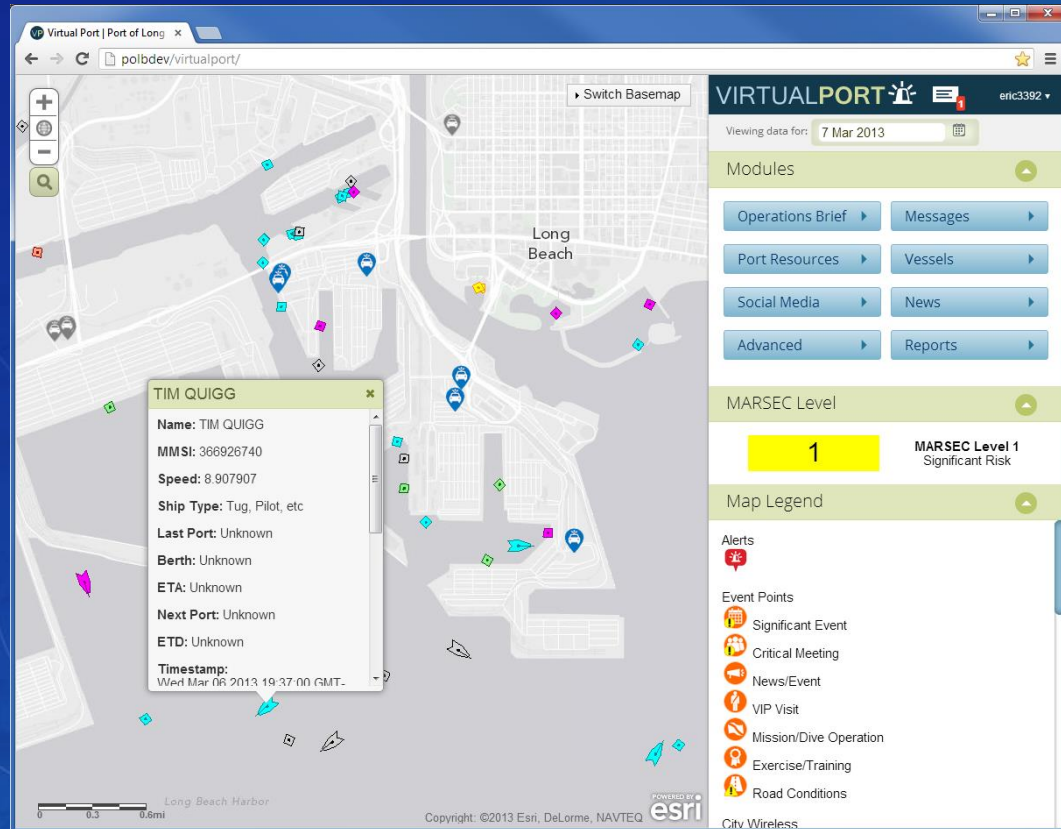 Virtual Port | Port of Long
polbdev/virtualport/
Switch Basemap
Long
Beach
TIM QUIGG
Name: TIM QUIGG
MMSI: 366926740
Speed: 8.907907
Ship Type: Tug, Pilot, etc
Last Port: Unknown
Berth: Unknown
ETA: Unknown
Next Port: Unknown
ETD: Unknown
Timestamp:
Wed Mar 06 2013 19:37:00 GMT-
Long Beach Harbor
0 0.3 0.6mi
Copyright: ©2013 Esri, DeLorme, NAVTEQ
POWERED BY
esri
VIRTUALPORT 1 eric3392
Viewing data for: 7 Mar 2013
Modules
Operations Brief Messages
Port Resources Vessels
Social Media News
Advanced Reports
MARSEC Level
1
MARSEC Level 1
Significant Risk
Map Legend
Alerts
Event Points
Significant Event
Critical Meeting
News/Event
VIP Visit
Mission/Dive Operation
Exercise/Training
Road Conditions
City Wireless